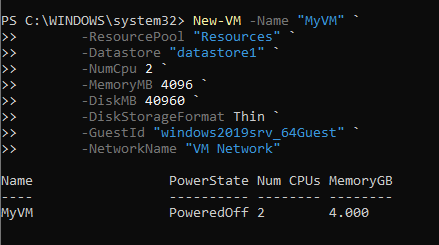 PS C:\WINDOWS\system32> New-VM -Name "MyVM" `
>>         -ResourcePool "Resources" `
>>         -Datastore "datastore1" `
>>         -NumCpu 2 `
>>         -MemoryMB 4096 `
>>         -DiskMB 40960 `
>>         -DiskStorageFormat Thin `
>>         -GuestId "windows2019srv_64Guest" `
>>         -NetworkName "VM Network"
Name                 PowerState Num CPUs MemoryGB
----                 ---------- -------- --------
MyVM                 PoweredOff 2        4.000